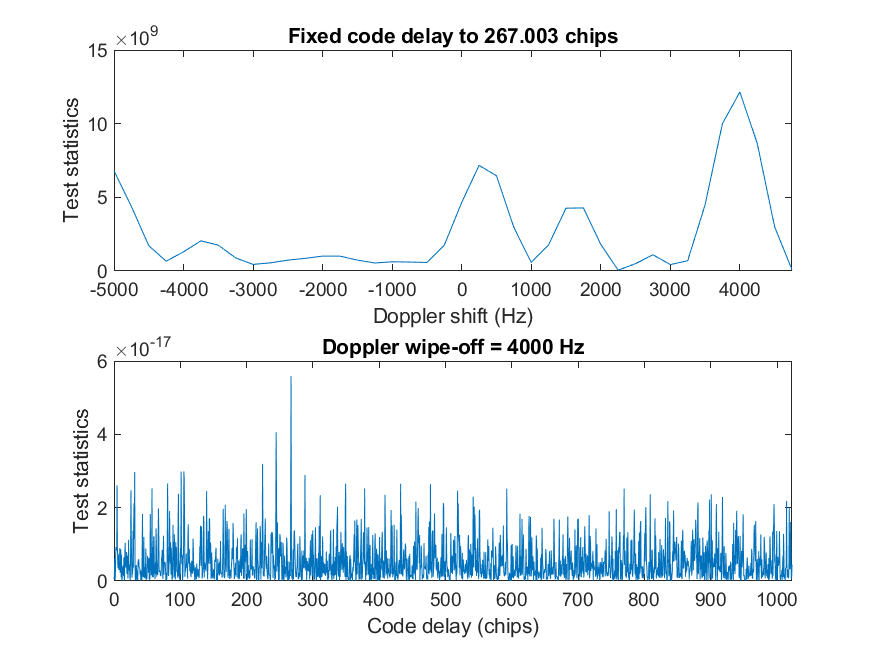 ×10^9
Fixed code delay to 267.003 chips
15
10
5
0
Test statistics
-5000 -4000 -3000 -2000 -1000 0 1000 2000 3000 4000
Doppler shift (Hz)
×10^-17
Doppler wipe-off = 4000 Hz
6
4
2
0
Test statistics
0 100 200 300 400 500 600 700 800 900 1000
Code delay (chips)